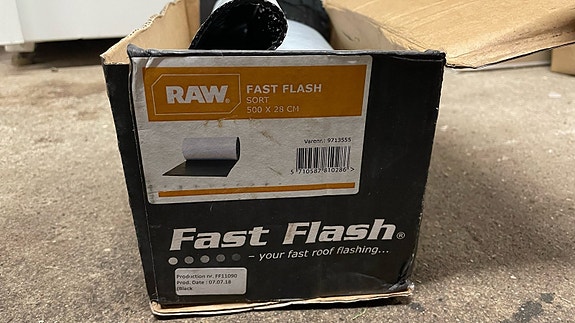 RAW®
FAST FLASH
SORT
500 X 28 CM
Varenr.: 9713555
5 710587 810286 >
Fast Flash®
– your fast roof flashing...
Production nr. FF11090
Prod. Date : 07.07.18
(Black